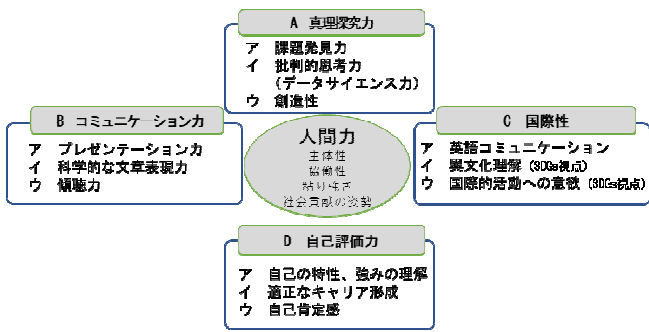 A 真理探究力
ア 課題発見力
イ 批判的思考力
(データサイエンス力)
ウ 創造性
B コミュニケーション力
ア プレゼンテーション力
イ 科学的な文章表現力
ウ 傾聴力
人間力
主体性
協働性
粘り強さ
社会貢献の姿勢
C 国際性
ア 英語コミュニケーション
イ 異文化理解(SDGs視点)
ウ 国際的活動への意欲(SDGs視点)
D 自己評価力
ア 自己の特性、強みの理解
イ 適正なキャリア形成
ウ 自己肯定感